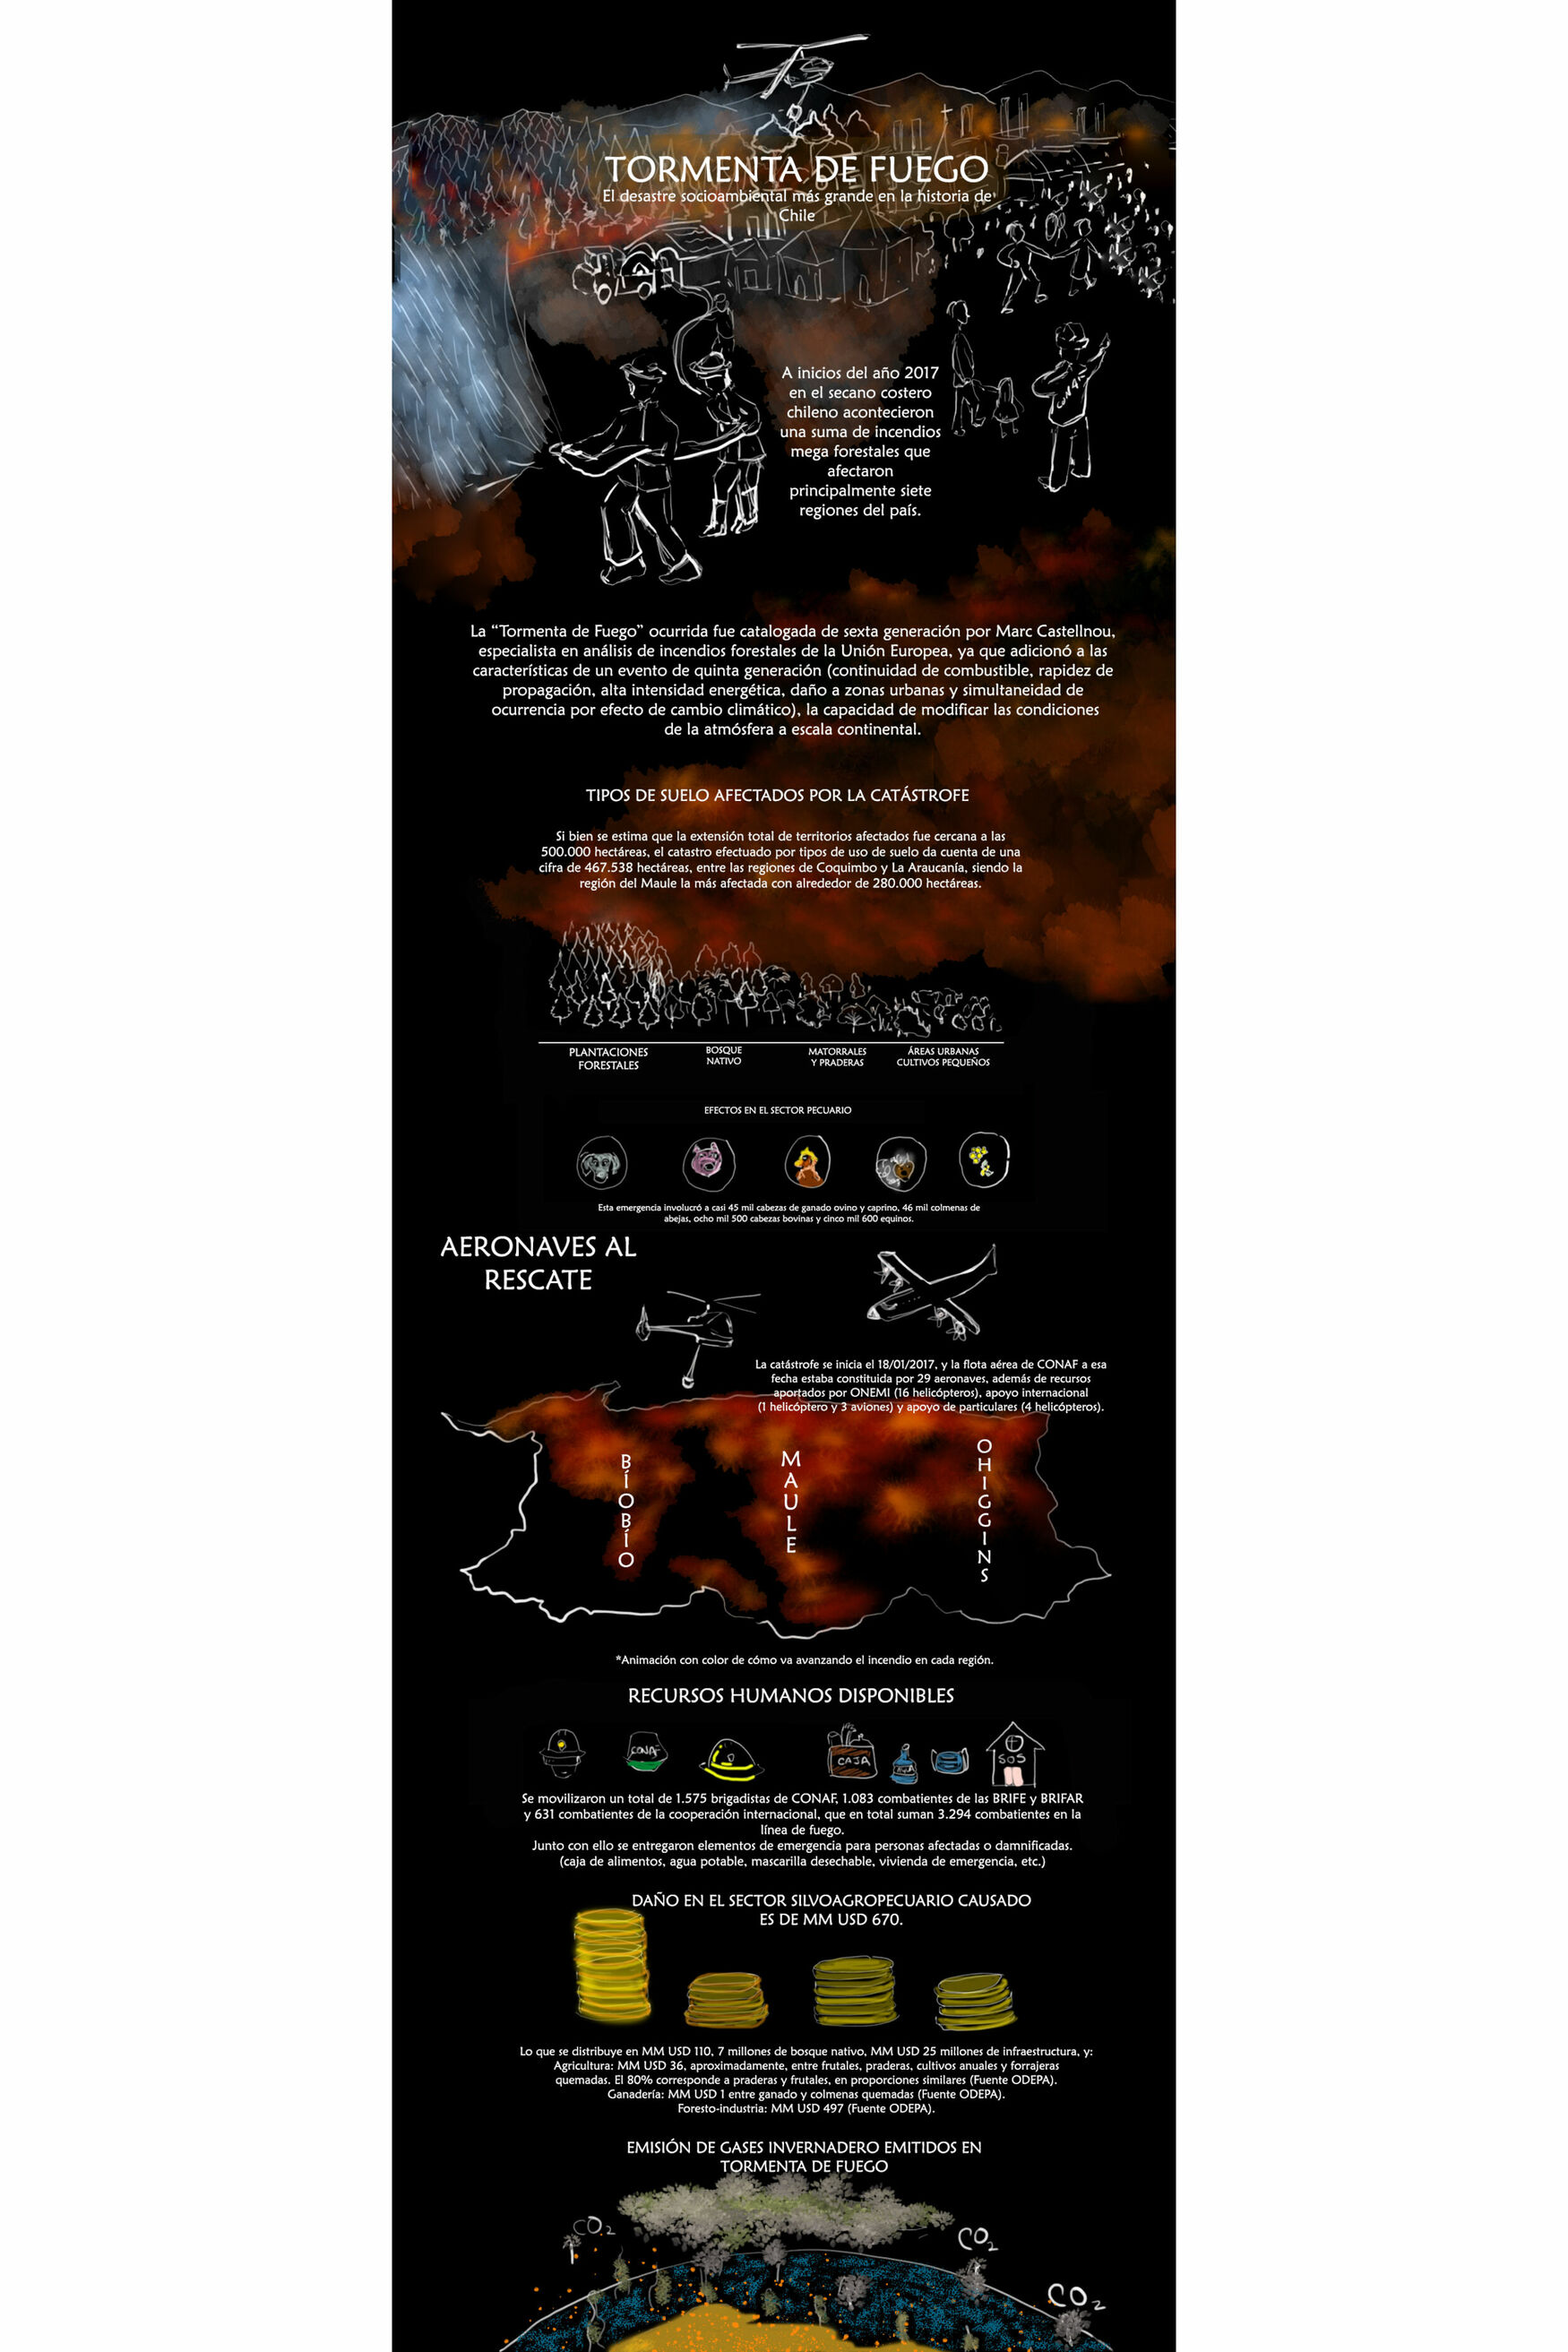 TORMENTA DE FUEGO
El desastre socioambiental más grande en la historia de
Chile
A inicios del año 2017
en el secano costero
chileno acontecieron
una suma de incendios
mega forestales que
afectaron
principalmente siete
regiones del país.
CONAF
La “Tormenta de Fuego” ocurrida fue catalogada de sexta generación por Marc Castellnou,
especialista en análisis de incendios forestales de la Unión Europea, ya que adicionó a las
características de un evento de quinta generación (continuidad de combustible, rapidez de
propagación, alta intensidad energética, daño a zonas urbanas y simultaneidad de
ocurrencia por efecto de cambio climático), la capacidad de modificar las condiciones
de la atmósfera a escala continental.
TIPOS DE SUELO AFECTADOS POR LA CATÁSTROFE
Si bien se estima que la extensión total de territorios afectados fue cercana a las
500.000 hectáreas, el catastro efectuado por tipos de uso de suelo da cuenta de una
cifra de 467.538 hectáreas, entre las regiones de Coquimbo y La Araucanía, siendo la
región del Maule la más afectada con alrededor de 280.000 hectáreas.
PLANTACIONES
FORESTALES
BOSQUE
NATIVO
MATORRALES
Y PRADERAS
ÁREAS URBANAS
CULTIVOS PEQUEÑOS
EFECTOS EN EL SECTOR PECUARIO
Esta emergencia involucró a casi 45 mil cabezas de ganado ovino y caprino, 46 mil colmenas de
abejas, ocho mil 500 cabezas bovinas y cinco mil 600 equinos.
AERONAVES AL
RESCATE
La catástrofe se inicia el 18/01/2017, y la flota aérea de CONAF a esa
fecha estaba constituida por 29 aeronaves, además de recursos
aportados por ONEMI (16 helicópteros), apoyo internacional
(1 helicóptero y 3 aviones) y apoyo de particulares (4 helicópteros).
BÍOBÍO
MAULE
OHIGGINS
*Animación con color de cómo va avanzando el incendio en cada región.
RECURSOS HUMANOS DISPONIBLES
CONAF
CAJA
SOS
Se movilizaron un total de 1.575 brigadistas de CONAF, 1.083 combatientes de las BRIFE y BRIFAR
y 631 combatientes de la cooperación internacional, que en total suman 3.294 combatientes en la
línea de fuego.
Junto con ello se entregaron elementos de emergencia para personas afectadas o damnificadas.
(caja de alimentos, agua potable, mascarilla desechable, vivienda de emergencia, etc.)
DAÑO EN EL SECTOR SILVOAGROPECUARIO CAUSADO
ES DE MM USD 670.
Lo que se distribuye en MM USD 110, 7 millones de bosque nativo, MM USD 25 millones de infraestructura, y:
Agricultura: MM USD 36, aproximadamente, entre frutales, praderas, cultivos anuales y forrajeras
quemadas. El 80% corresponde a praderas y frutales, en proporciones similares (Fuente ODEPA).
Ganadería: MM USD 1 entre ganado y colmenas quemadas (Fuente ODEPA).
Foresto-industria: MM USD 497 (Fuente ODEPA).
EMISIÓN DE GASES INVERNADERO EMITIDOS EN
TORMENTA DE FUEGO
CO2
CO2
CO2